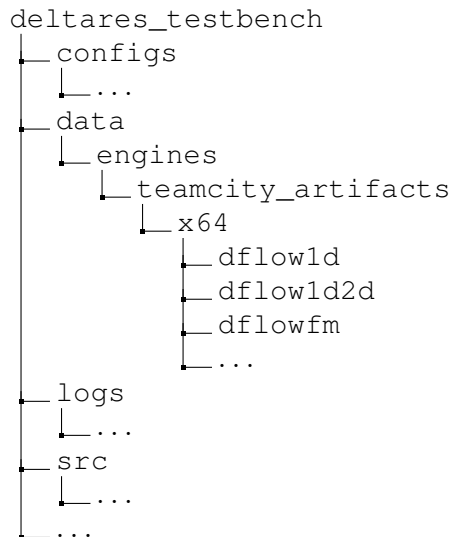 deltares_testbench
configs
...
data
engines
teamcity_artifacts
x64
dflow1d
dflow1d2d
dflowfm
...
logs
...
src
...
...